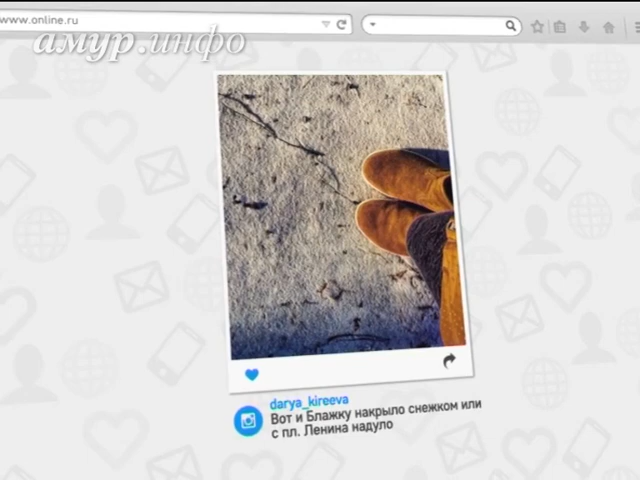 www.online.ru
амур.инфо
darya_kireeva
Вот и Блажку накрыло снежком или
с пл. Ленина надуло